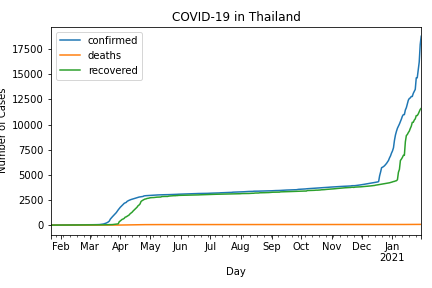 COVID-19 in Thailand
confirmed
deaths
recovered
17500
15000
12500
10000
7500
5000
2500
0
Number of Cases
Feb Mar Apr May Jun Jul Aug Sep Oct Nov Dec Jan
2021
Day